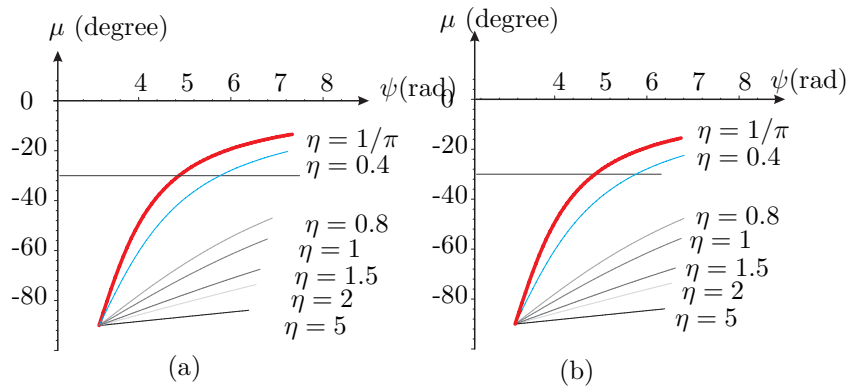 μ (degree)
4 5 6 7 8 ψ(rad)
0
-20
-40
-60
-80
η = 1/π
η = 0.4
η = 0.8
η = 1
η = 1.5
η = 2
η = 5
(a)
μ (degree)
4 5 6 7 8 ψ(rad)
0
-20
-40
-60
-80
η = 1/π
η = 0.4
η = 0.8
η = 1
η = 1.5
η = 2
η = 5
(b)